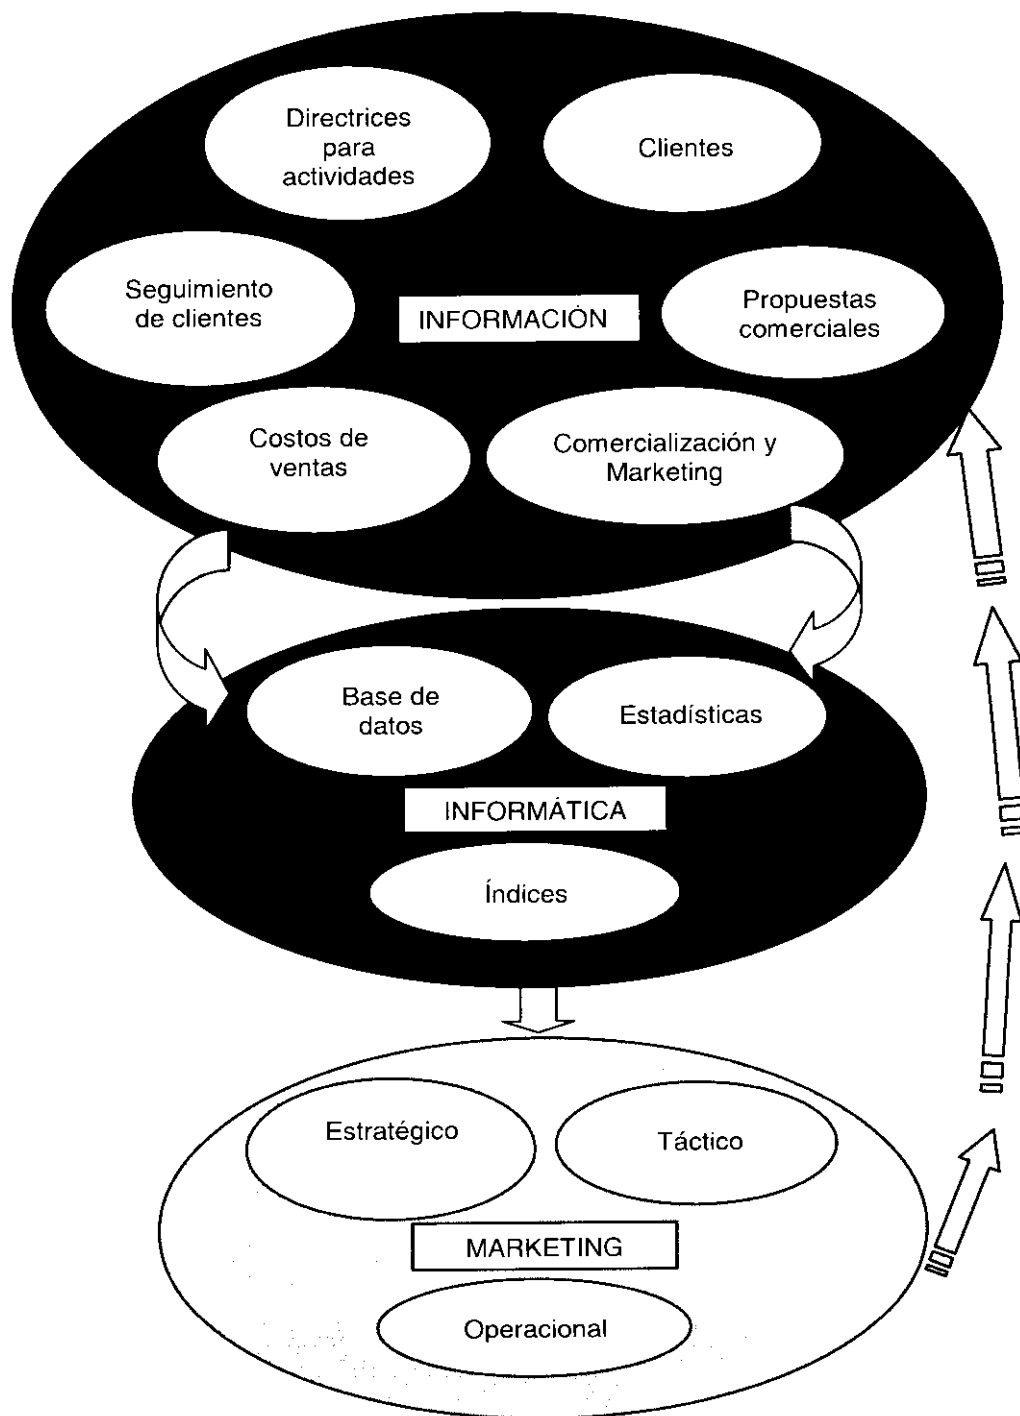 Directrices
para
actividades
Clientes
Seguimiento
de clientes
INFORMACIÓN
Propuestas
comerciales
Costos de
ventas
Comercialización y
Marketing
Base de
datos
Estadísticas
INFORMÁTICA
Índices
Estratégico
Táctico
MARKETING
Operacional